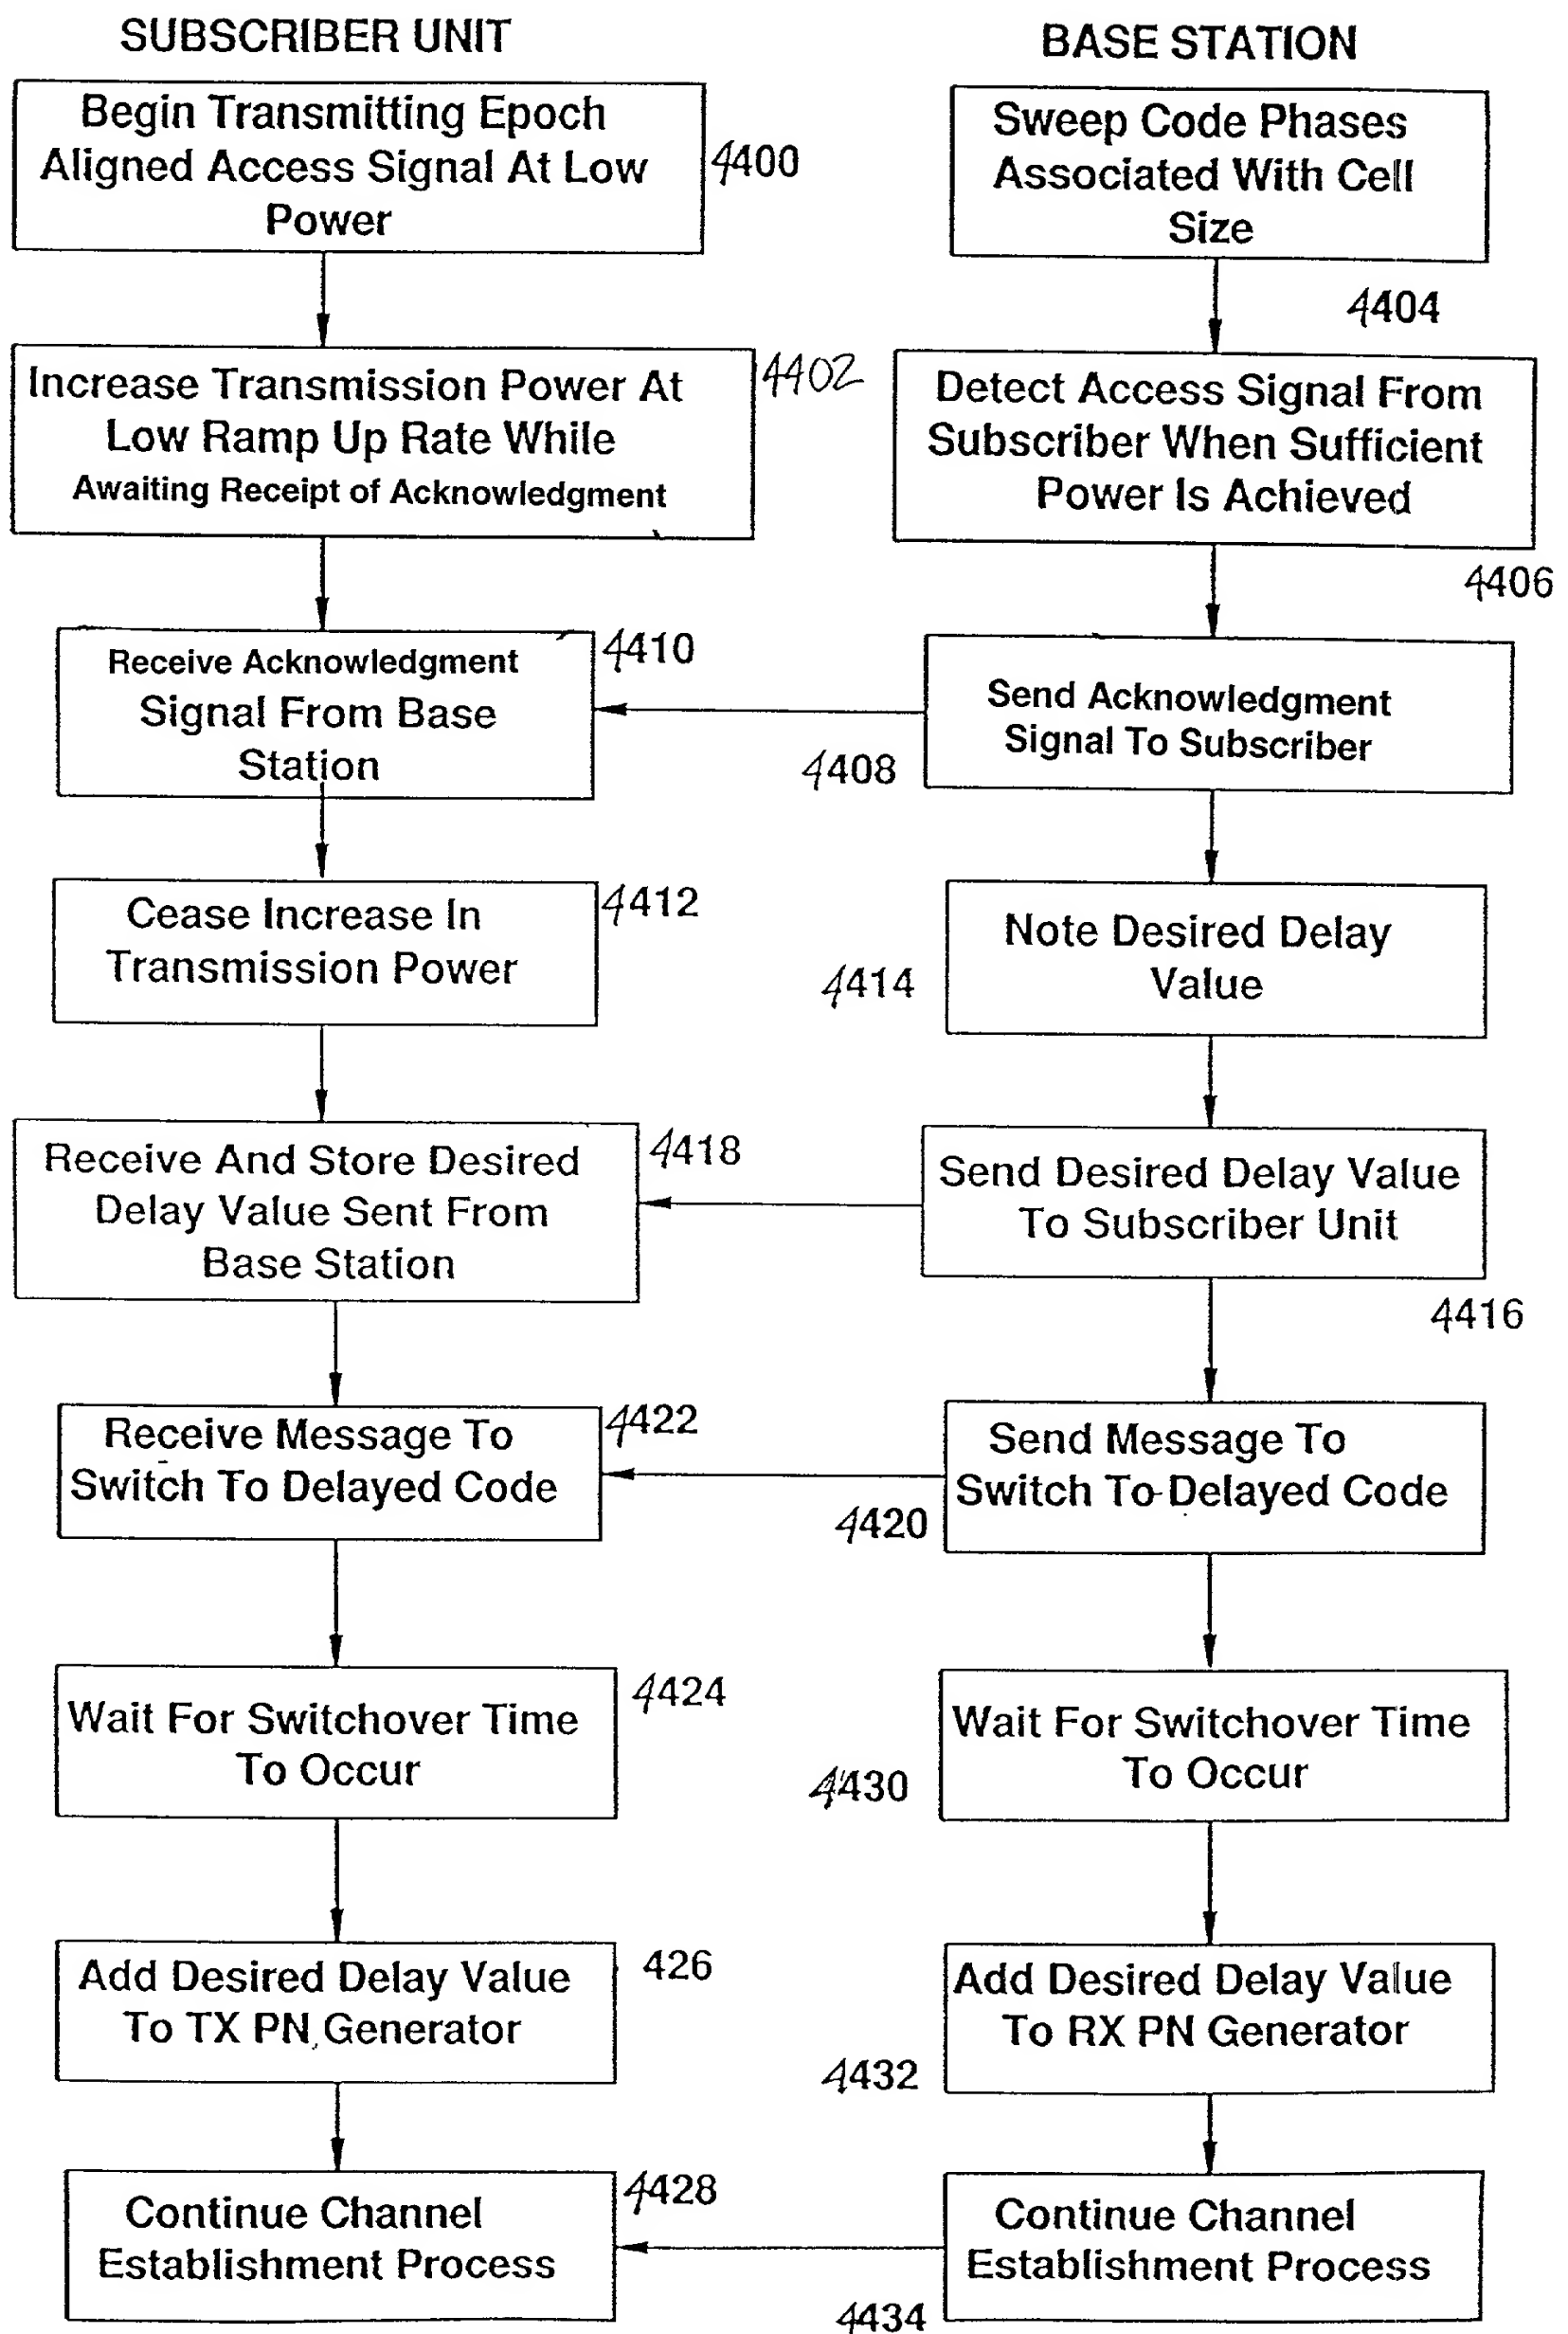 SUBSCRIBER UNIT
Begin Transmitting Epoch
Aligned Access Signal At Low
Power
4400
Increase Transmission Power At
Low Ramp Up Rate While
Awaiting Receipt of Acknowledgment
4402
Receive Acknowledgment
Signal From Base
Station
4410
Cease Increase In
Transmission Power
4412
Receive And Store Desired
Delay Value Sent From
Base Station
4418
Receive Message To
Switch To Delayed Code
4422
Wait For Switchover Time
To Occur
4424
Add Desired Delay Value
To TX PN Generator
426
Continue Channel
Establishment Process
4428
BASE STATION
Sweep Code Phases
Associated With Cell
Size
4404
Detect Access Signal From
Subscriber When Sufficient
Power Is Achieved
4406
Send Acknowledgment
Signal To Subscriber
4408
Note Desired Delay
Value
4414
Send Desired Delay Value
To Subscriber Unit
4416
Send Message To
Switch To Delayed Code
4420
Wait For Switchover Time
To Occur
4430
Add Desired Delay Value
To RX PN Generator
4432
Continue Channel
Establishment Process
4434